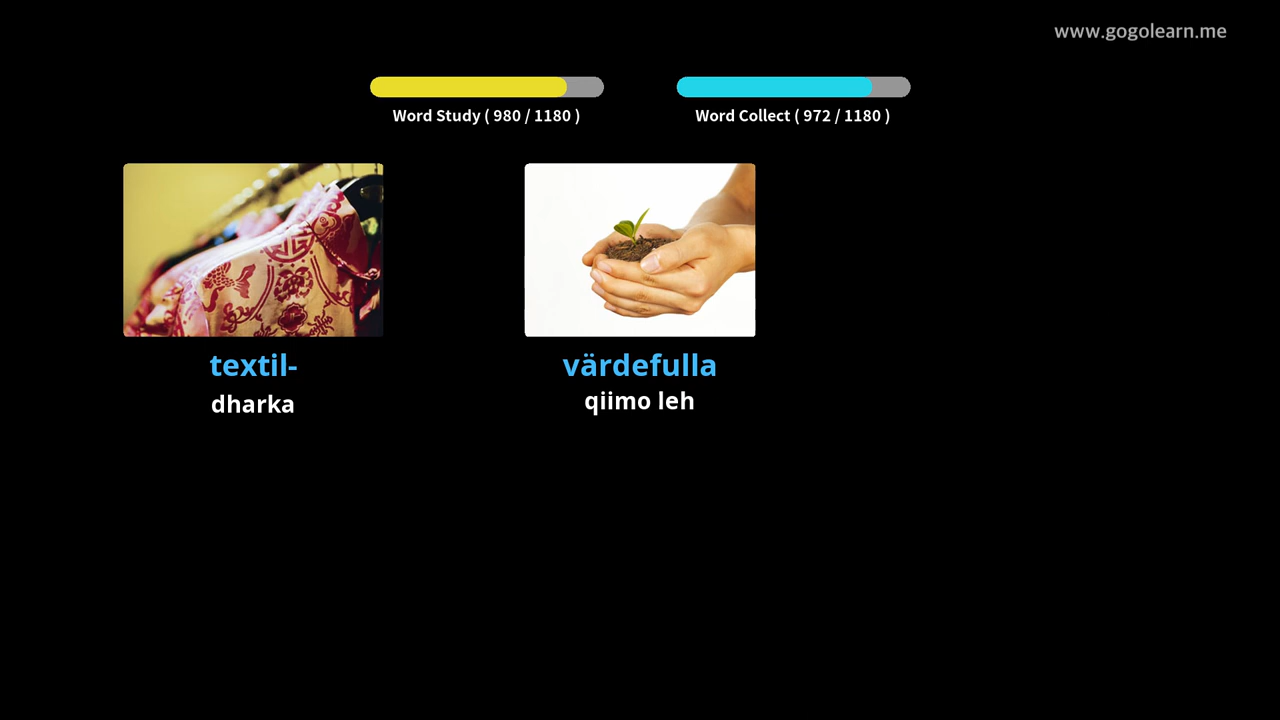 www.gogolearn.me
Word Study ( 980 / 1180 )
Word Collect ( 972 / 1180 )
textil-
dharka
värdefulla
qiimo leh